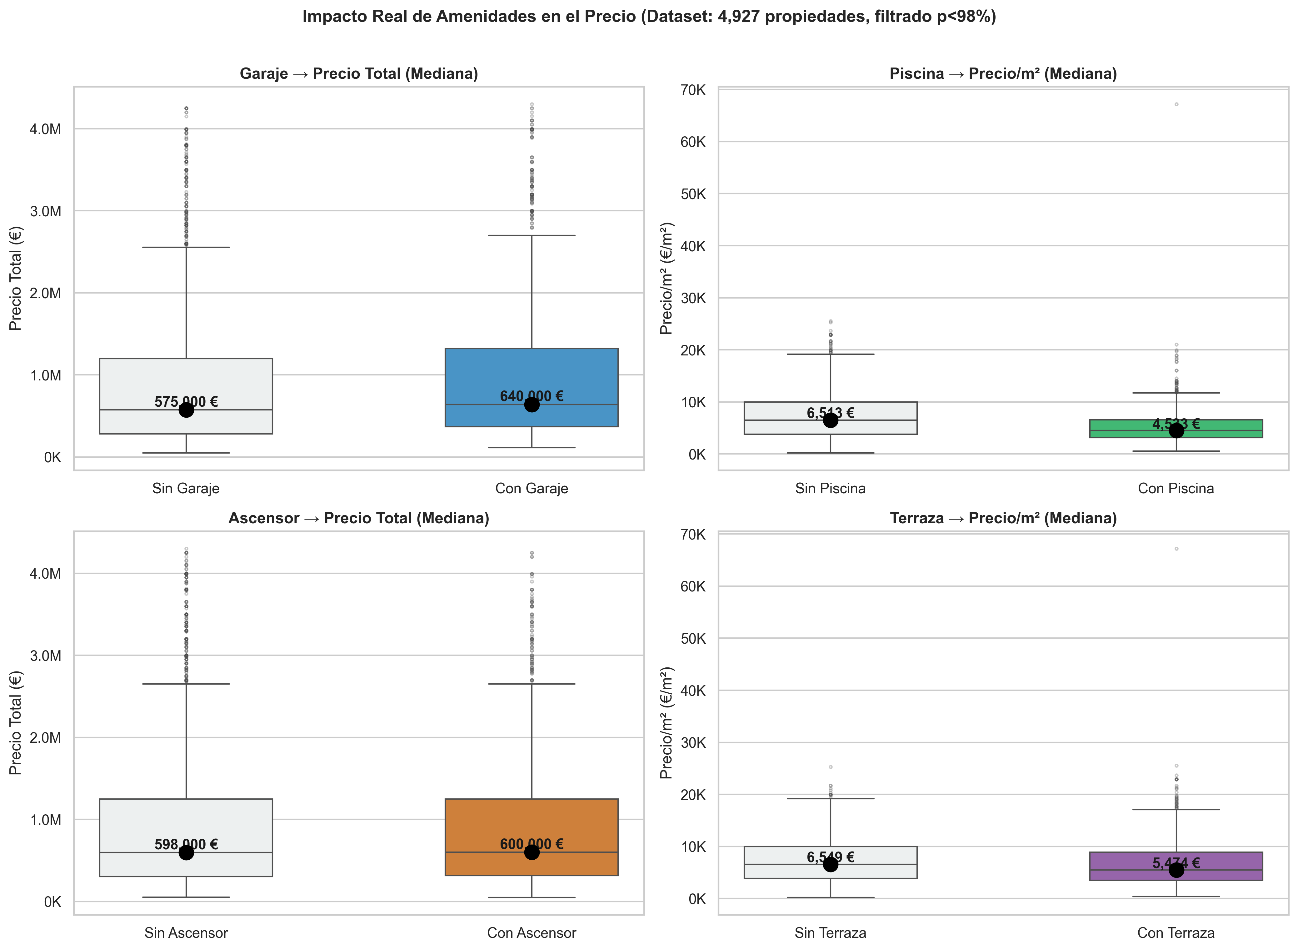 Impacto Real de Amenidades en el Precio (Dataset: 4,927 propiedades, filtrado p<98%)
Garaje → Precio Total (Mediana)
Precio Total (€)
4.0M
3.0M
2.0M
1.0M
0K
575,000 €
640,000 €
Sin Garaje
Con Garaje
Piscina → Precio/m² (Mediana)
Precio/m² (€/m²)
70K
60K
50K
40K
30K
20K
10K
0K
6,513 €
Sin Piscina
Con Piscina
Ascensor → Precio Total (Mediana)
Precio Total (€)
4.0M
3.0M
2.0M
1.0M
0K
598,000 €
600,000 €
Sin Ascensor
Con Ascensor
Terraza → Precio/m² (Mediana)
Precio/m² (€/m²)
70K
60K
50K
40K
30K
20K
10K
0K
6,549 €
5,474 €
Sin Terraza
Con Terraza